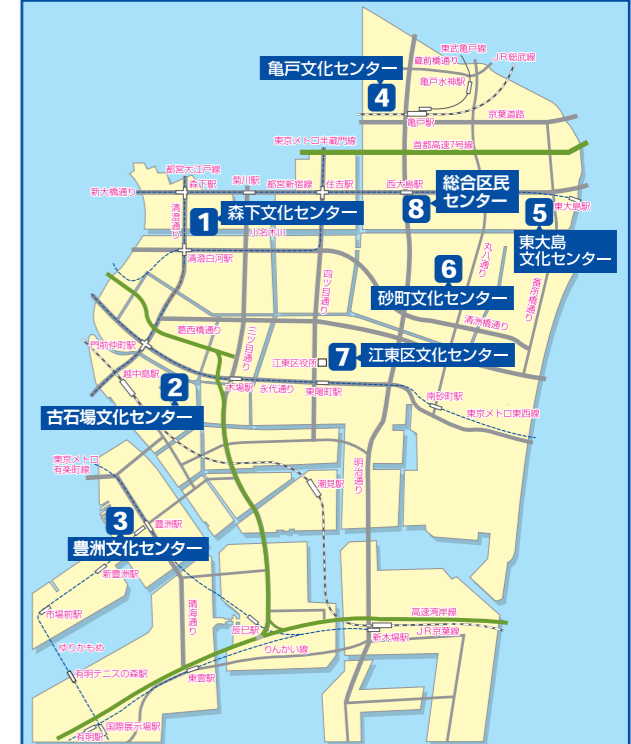 東武亀戸線
蔵前橋通り
JR総武線
亀戸文化センター
4
亀戸水神駅
亀戸駅
京葉道路
東京メトロ半蔵門線
首都高速7号線
都営大江戸線
新大橋通り
森下駅
菊川駅
都営新宿線
住吉駅
西大島駅
総合区民
センター
8
東大島駅
5
東大島
文化センター
清澄通り
1
森下文化センター
小名木川
清澄白河駅
四ツ目通り
丸八通り
番所橋通り
6
砂町文化センター
清洲橋通り
葛西橋通り
三ツ目通り
門前仲町駅
江東区役所
7
江東区文化センター
越中島駅
2
古石場文化センター
木場駅
永代通り
東陽町駅
南砂町駅
東京メトロ東西線
東京メトロ
有楽町線
明治通り
潮見駅
3
豊洲駅
豊洲文化センター
新豊洲駅
晴海通り
市場前駅
辰巳駅
高速湾岸線
JR京葉線
新木場駅
りんかい線
ゆりかもめ
有明テニスの森駅
東雲駅
国際展示場駅
有明駅